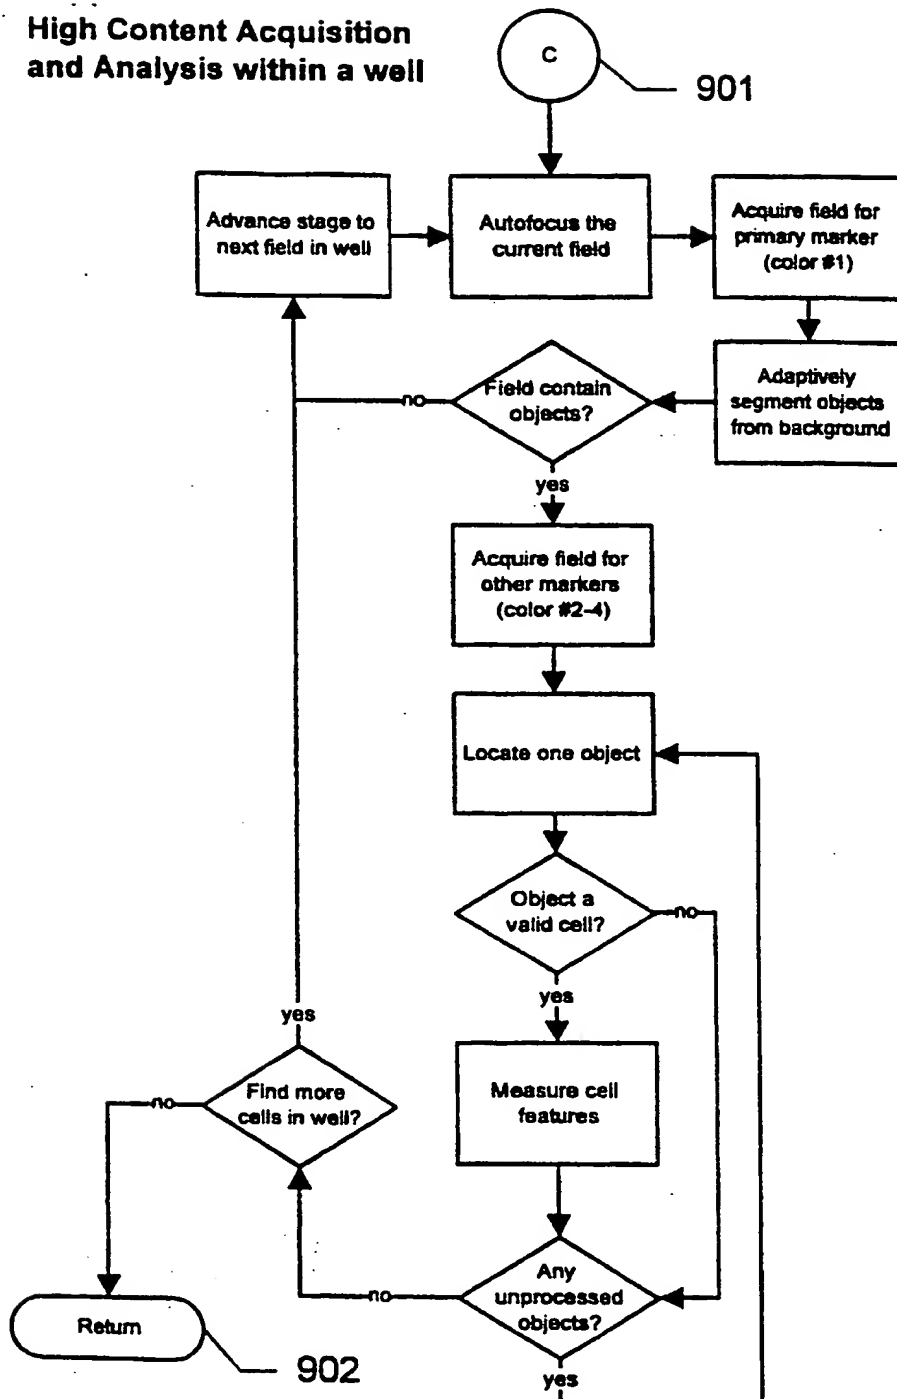 High Content Acquisition
and Analysis within a well
C
901
Advance stage to
next field in well
Autofocus the
current field
Acquire field for
primary marker
(color #1)
Field contain
objects?
no
Adaptively
segment objects
from background
yes
Acquire field for
other markers
(color #2-4)
Locate one object
Object a
valid cell?
no
yes
Measure cell
features
yes
Find more
cells in well?
no
Any
unprocessed
objects?
no
yes
Return
902